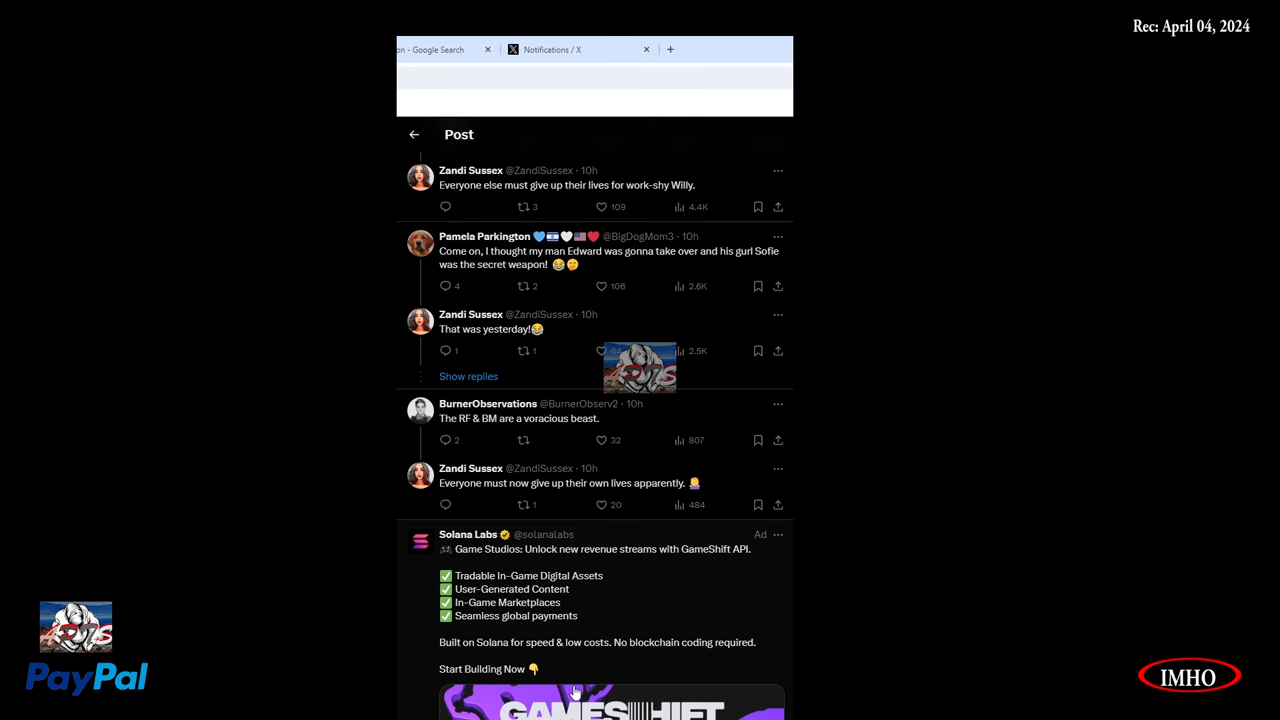 Rec: April 04, 2024
on - Google Search
Notifications / X
Post
Zandi Sussex @ZandiSussex · 10h
Everyone else must give up their lives for work-shy Willy.
3 109 4.4K
Pamela Parkington 🩵🇮🇱🤍🇺🇸❤️ @BigDogMom3 · 10h
Come on, I thought my man Edward was gonna take over and his gurl Sofie
was the secret weapon! 😂🤭
4 2 106 2.6K
Zandi Sussex @ZandiSussex · 10h
That was yesterday!😂
1 1 64 2.5K
Show replies
BurnerObservations @BurnerObserv2 · 10h
The RF & BM are a voracious beast.
2 32 807
Zandi Sussex @ZandiSussex · 10h
Everyone must now give up their own lives apparently. 💁‍♀️
1 20 484
Solana Labs @solanalabs Ad
🎮 Game Studios: Unlock new revenue streams with GameShift API.
✅ Tradable In-Game Digital Assets
✅ User-Generated Content
✅ In-Game Marketplaces
✅ Seamless global payments
Built on Solana for speed & low costs. No blockchain coding required.
Start Building Now 👇
GAMESHIFT
PayPal
IMHO